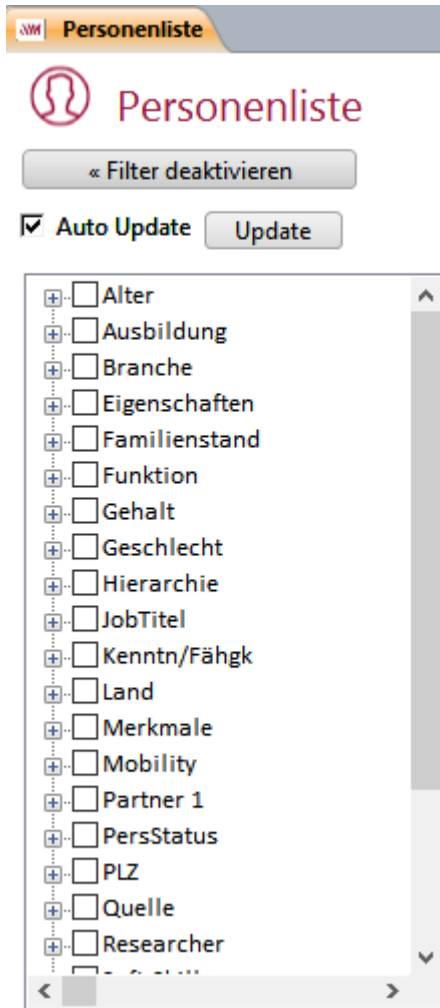 Personenliste
Personenliste
« Filter deaktivieren
Auto Update Update
Alter
Ausbildung
Branche
Eigenschaften
Familienstand
Funktion
Gehalt
Geschlecht
Hierarchie
JobTitel
Kenntn/Fähgk
Land
Merkmale
Mobility
Partner 1
PersStatus
PLZ
Quelle
Researcher